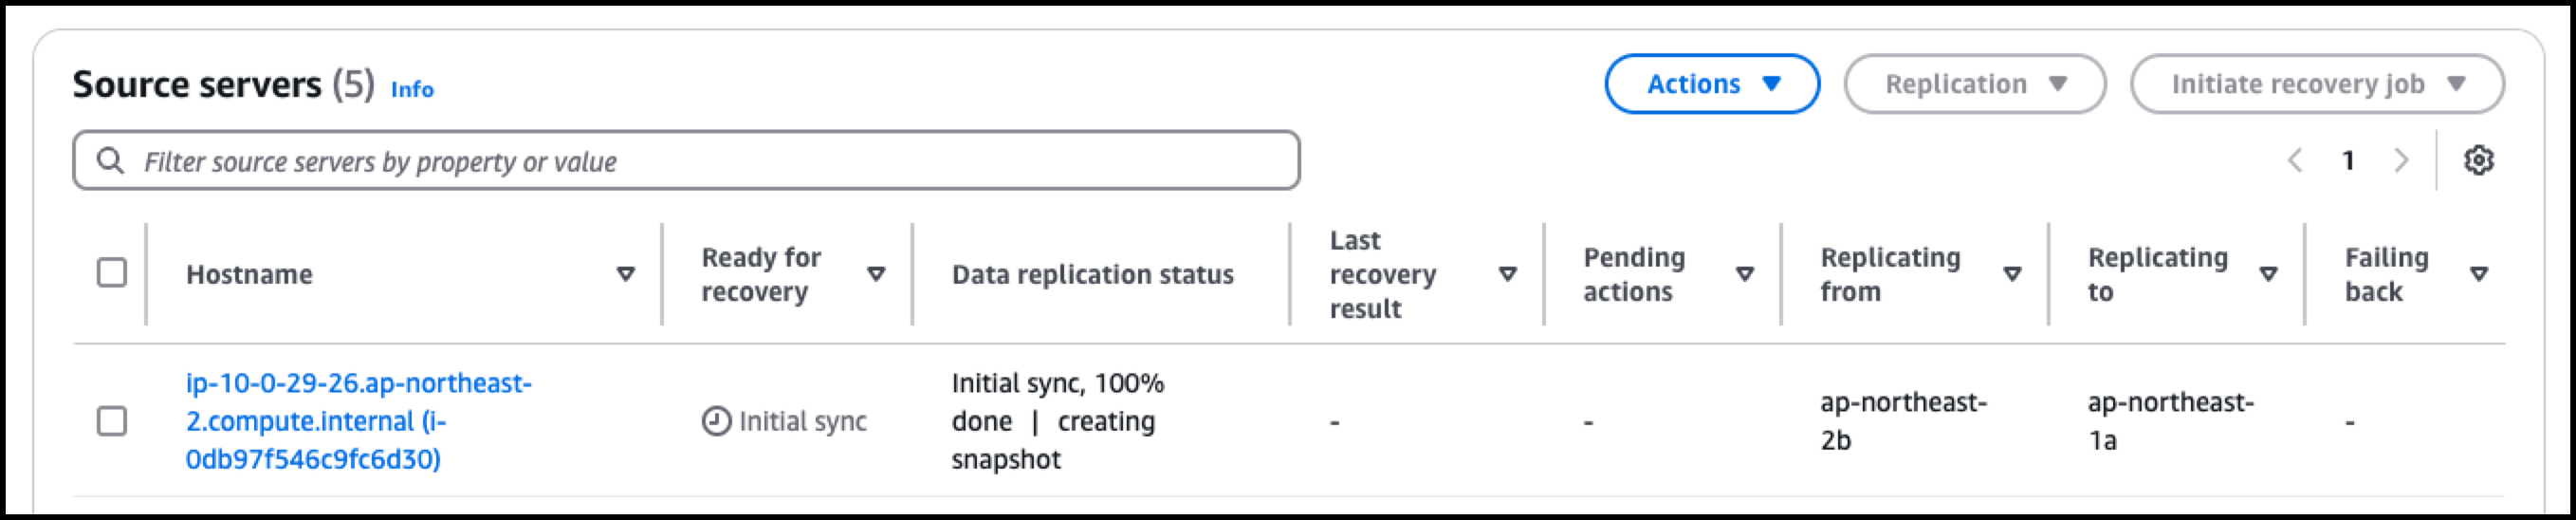 Source servers (5) Info
Actions
Replication
Initiate recovery job
Filter source servers by property or value
1
Hostname
Ready for
recovery
Data replication status
Last
recovery
result
Pending
actions
Replicating
from
Replicating
to
Failing
back
ip-10-0-29-26.ap-northeast-
2.compute.internal (i-
0db97f546c9fc6d30)
Initial sync
Initial sync, 100%
done | creating
snapshot
-
-
ap-northeast-
2b
ap-northeast-
1a
-